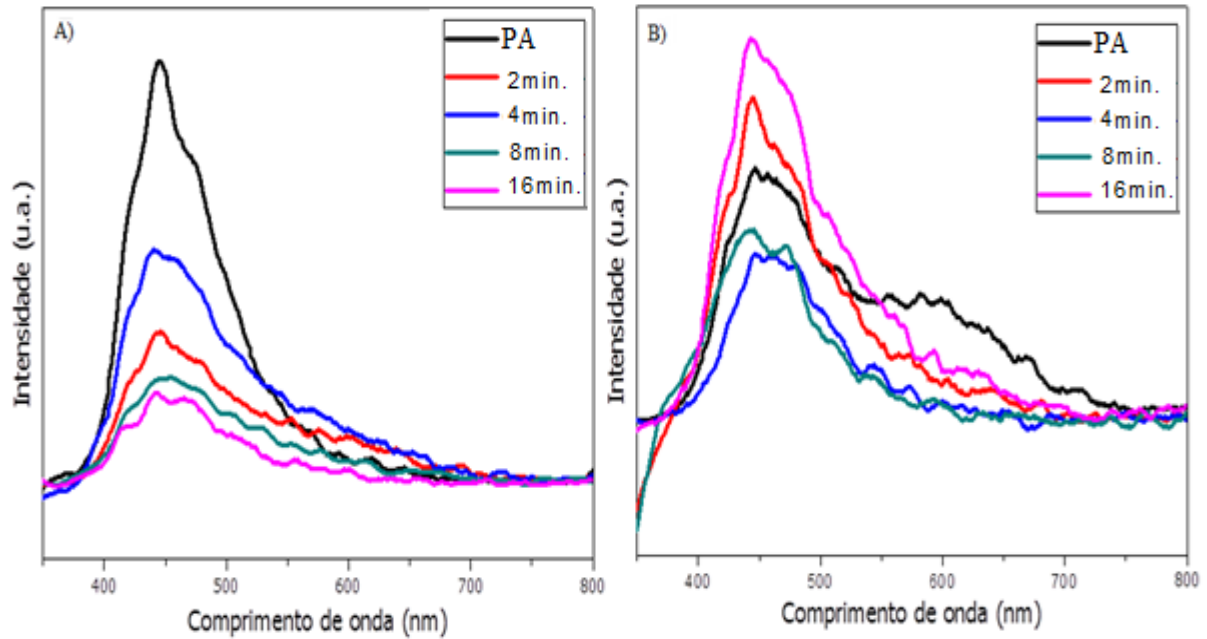 A)
PA
2min.
4min.
8min.
16min.
Intensidade (u.a.)
400 500 600 700 800
Comprimento de onda (nm)
B)
PA
2min.
4min.
8min.
16min.
Intensidade (u.a.)
400 500 600 700 800
Comprimento de onda (nm)